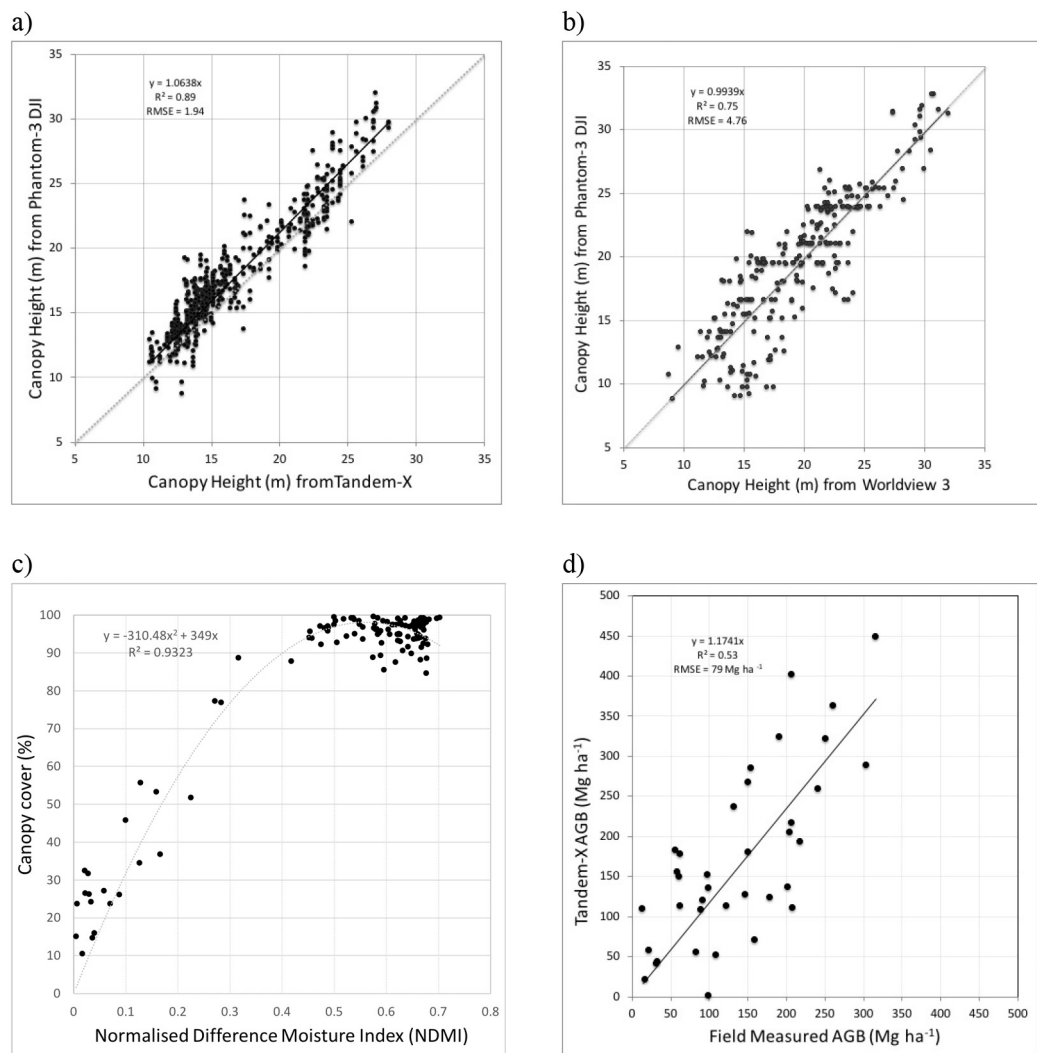 a)
35
30
25
20
15
10
5
5 10 15 20 25 30 35
y = 1.0638x
R² = 0.89
RMSE = 1.94
Canopy Height (m) from Phantom-3 DJI
Canopy Height (m) fromTandem-X
b)
35
30
25
20
15
10
5
5 10 15 20 25 30 35
y = 0.9939x
R² = 0.75
RMSE = 4.76
Canopy Height (m) from Phantom-3 DJI
Canopy Height (m) from Worldview 3
c)
100
90
80
70
60
50
40
30
20
10
0
0 0.1 0.2 0.3 0.4 0.5 0.6 0.7 0.8
y = -310.48x² + 349x
R² = 0.9323
Canopy cover (%)
Normalised Difference Moisture Index (NDMI)
d)
500
450
400
350
300
250
200
150
100
50
0
0 50 100 150 200 250 300 350 400 450 500
y = 1.1741x
R² = 0.53
RMSE = 79 Mg ha⁻¹
Tandem-X AGB (Mg ha⁻¹)
Field Measured AGB (Mg ha⁻¹)